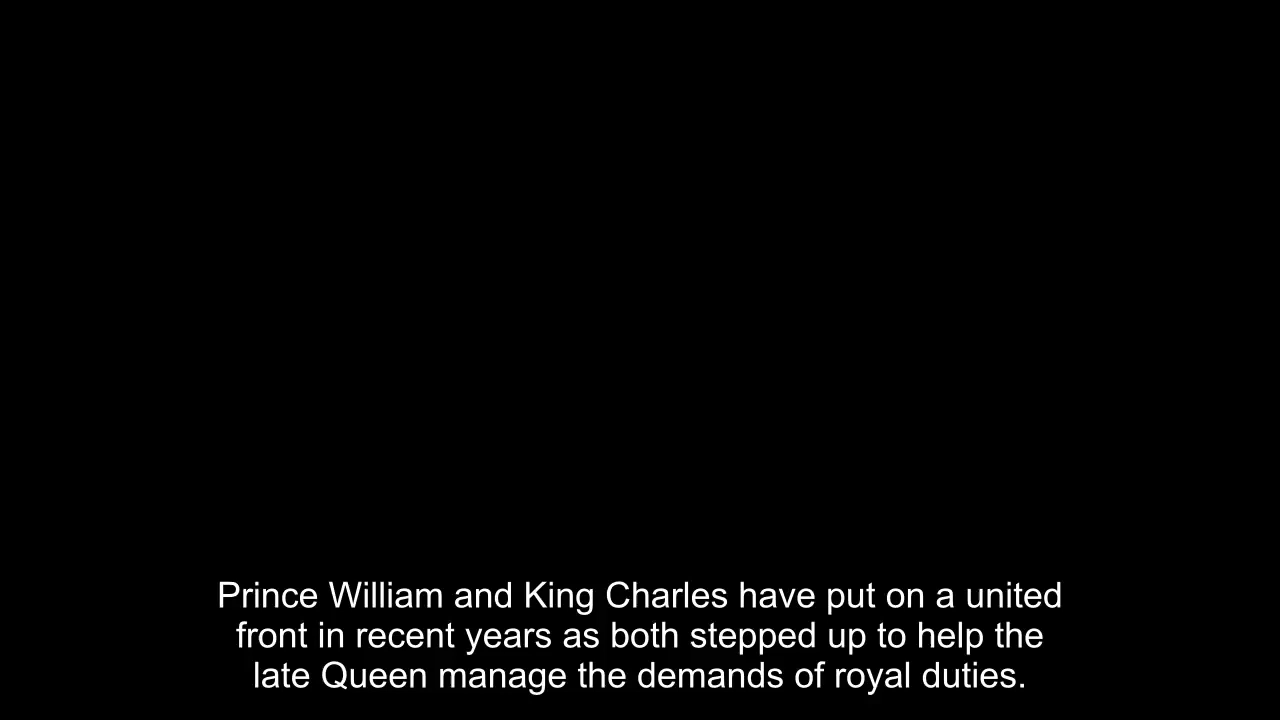 Prince William and King Charles have put on a united
front in recent years as both stepped up to help the
late Queen manage the demands of royal duties.